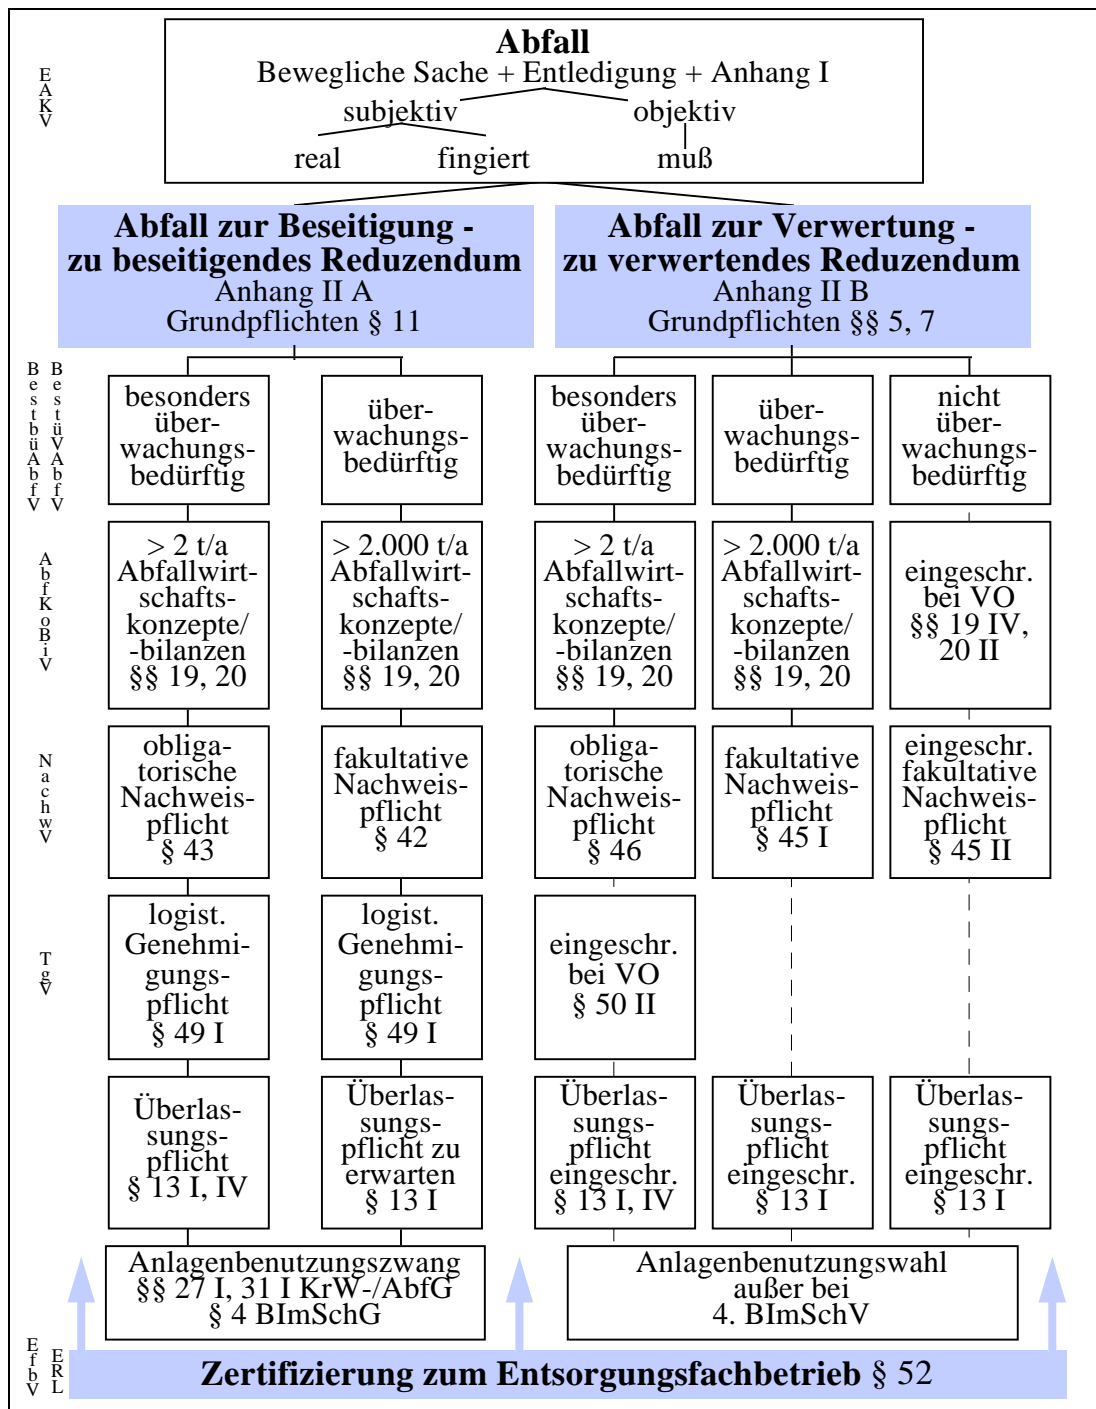 EAKV
Abfall
Bewegliche Sache + Entledigung + Anhang I
subjektiv objektiv
real fingiert muß
Abfall zur Beseitigung -
zu beseitigendes Reduzendum
Anhang II A
Grundpflichten § 11
Abfall zur Verwertung -
zu verwertendes Reduzendum
Anhang II B
Grundpflichten §§ 5, 7
BestbüAbfV
BestüVAbfV
besonders
über-
wachungs-
bedürftig
über-
wachungs-
bedürftig
besonders
über-
wachungs-
bedürftig
über-
wachungs-
bedürftig
nicht
über-
wachungs-
bedürftig
AbfKoBiV
> 2 t/a
Abfallwirt-
schafts-
konzepte/
-bilanzen
§§ 19, 20
> 2.000 t/a
Abfallwirt-
schafts-
konzepte/
-bilanzen
§§ 19, 20
> 2 t/a
Abfallwirt-
schafts-
konzepte/
-bilanzen
§§ 19, 20
> 2.000 t/a
Abfallwirt-
schafts-
konzepte/
-bilanzen
§§ 19, 20
eingeschr.
bei VO
§§ 19 IV,
20 II
NachwV
obliga-
torische
Nachweis-
pflicht
§ 43
fakultative
Nachweis-
pflicht
§ 42
obliga-
torische
Nachweis-
pflicht
§ 46
fakultative
Nachweis-
pflicht
§ 45 I
eingeschr.
fakultative
Nachweis-
pflicht
§ 45 II
TgV
logist.
Genehmi-
gungs-
pflicht
§ 49 I
logist.
Genehmi-
gungs-
pflicht
§ 49 I
eingeschr.
bei VO
§ 50 II
Überlas-
sungs-
pflicht
§ 13 I, IV
Überlas-
sungs-
pflicht zu
erwarten
§ 13 I
Überlas-
sungs-
pflicht
eingeschr.
§ 13 I, IV
Überlas-
sungs-
pflicht
eingeschr.
§ 13 I
Überlas-
sungs-
pflicht
eingeschr.
§ 13 I
Anlagenbenutzungszwang
§§ 27 I, 31 I KrW-/AbfG
§ 4 BImSchG
Anlagenbenutzungswahl
außer bei
4. BImSchV
EfbV
ERL
Zertifizierung zum Entsorgungsfachbetrieb § 52